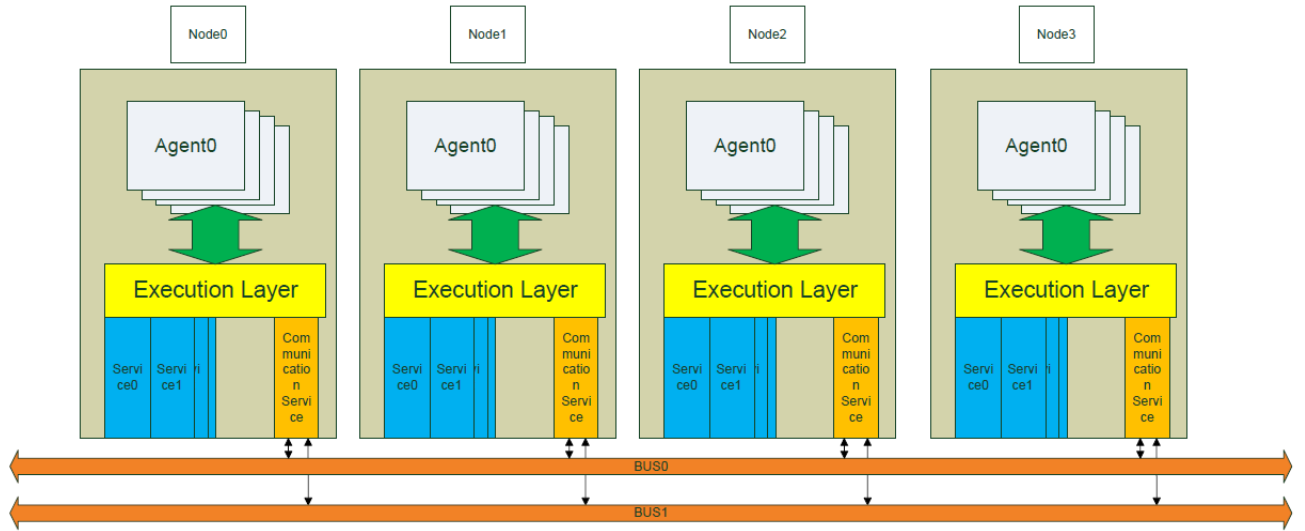 Node0
Node1
Node2
Node3
Agent0
Agent0
Agent0
Agent0
Execution Layer
Execution Layer
Execution Layer
Execution Layer
Servi
ce0
Servi
ce1
Com
muni
catio
n
Servi
ce
Servi
ce0
Servi
ce1
vi
Com
muni
catio
n
Servi
ce
Servi
ce0
Servi
ce1
Com
muni
catio
n
Servi
ce
Servi
ce0
Servi
ce1
Com
muni
catio
n
Servi
ce
BUS0
BUS1